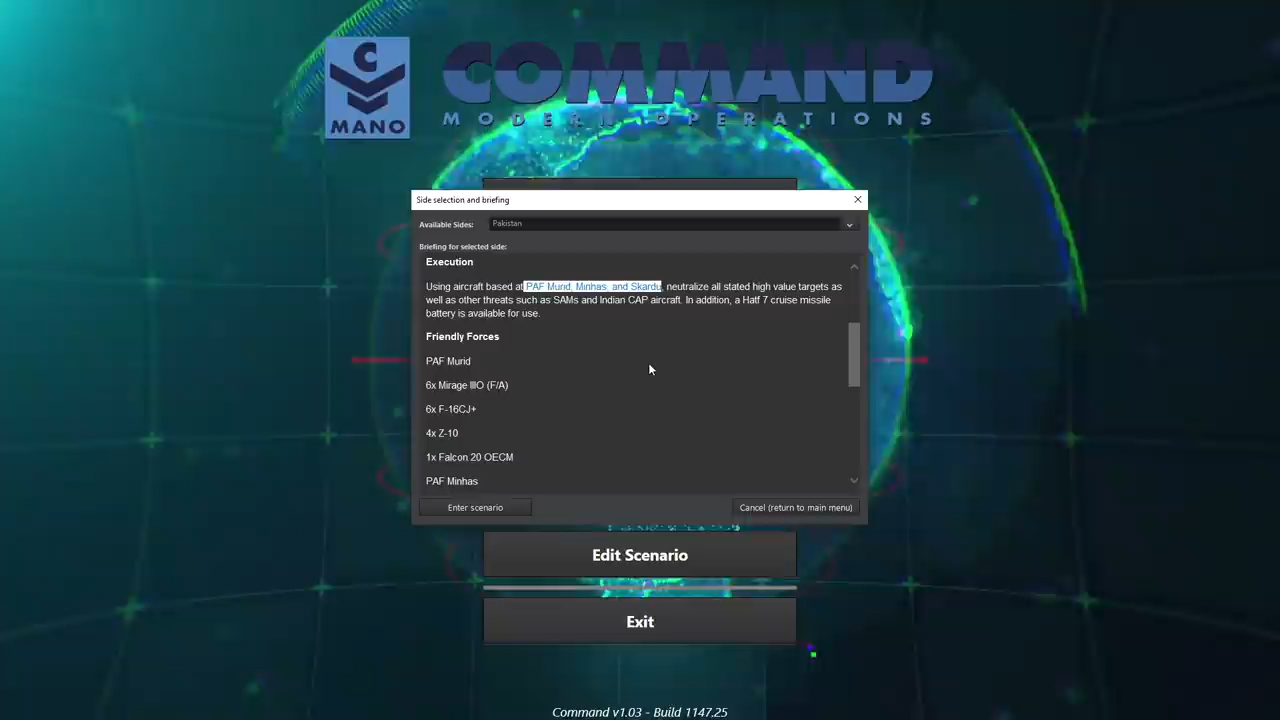 C
MANO
COMMAND
MODERN OPERATIONS
Side selection and briefing
Available Sides: Pakistan
Briefing for selected side:
Execution
Using aircraft based at PAF Murid, Minhas, and Skardu, neutralize all stated high value targets as
well as other threats such as SAMs and Indian CAP aircraft. In addition, a Hatf 7 cruise missile
battery is available for use.
Friendly Forces
PAF Murid
6x Mirage IIIO (F/A)
6x F-16CJ+
4x Z-10
1x Falcon 20 OECM
PAF Minhas
Enter scenario
Cancel (return to main menu)
Edit Scenario
Exit
Command v1.03 - Build 1147.25